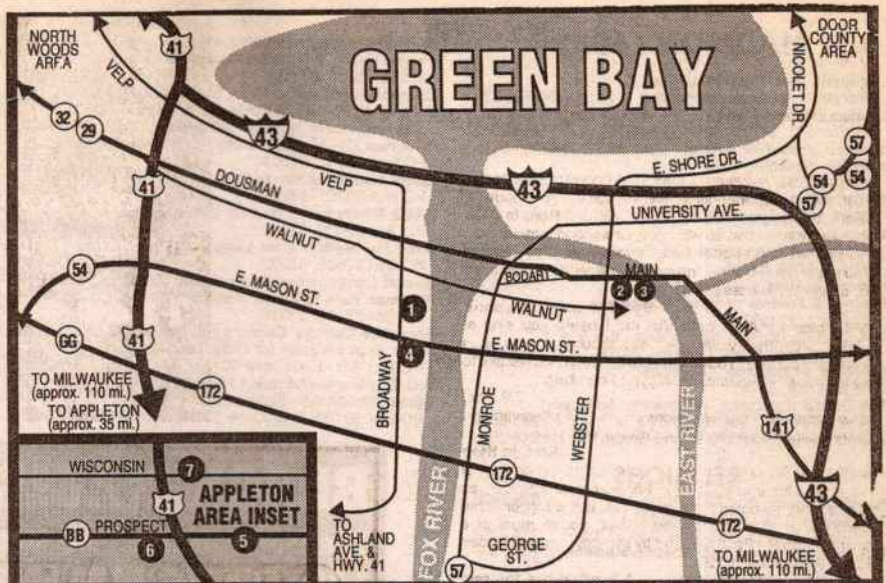 NORTH
WOODS
AREA
41
DOOR
COUNTY
AREA
VELP
NICOLET DR.
GREEN BAY
32
29
43
57
54
54
E. SHORE DR.
41
DOUSMAN
VELP
43
57
UNIVERSITY AVE.
WALNUT
BODART
MAIN
54
E. MASON ST.
1
2
3
WALNUT
MAIN
GG
41
4
E. MASON ST.
TO MILWAUKEE
(approx. 110 mi.)
172
TO APPLETON
(approx. 35 mi.)
BROADWAY
MONROE
WEBSTER
141
EAST RIVER
WISCONSIN
7
172
41
APPLETON
AREA INSET
43
BB
PROSPECT
6
5
TO
ASHLAND
AVE. &
HWY. 41
FOX RIVER
172
GEORGE
ST.
57
TO MILWAUKEE
(approx. 110 mi.)